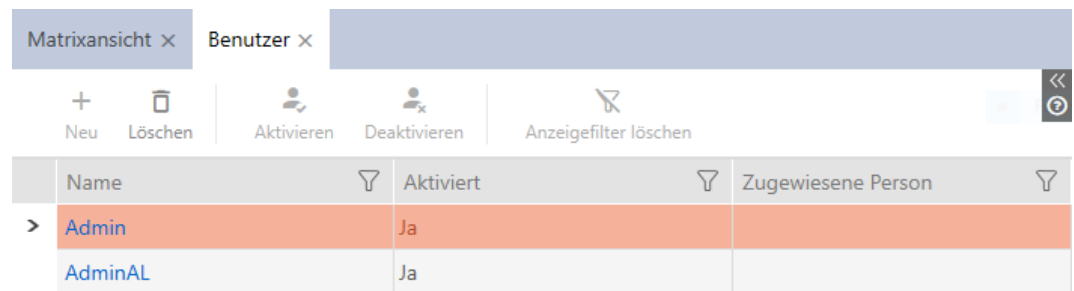 Matrixansicht × Benutzer ×
Neu Löschen Aktivieren Deaktivieren Anzeigefilter löschen
Name Aktiviert Zugewiesene Person
Admin Ja
AdminAL Ja